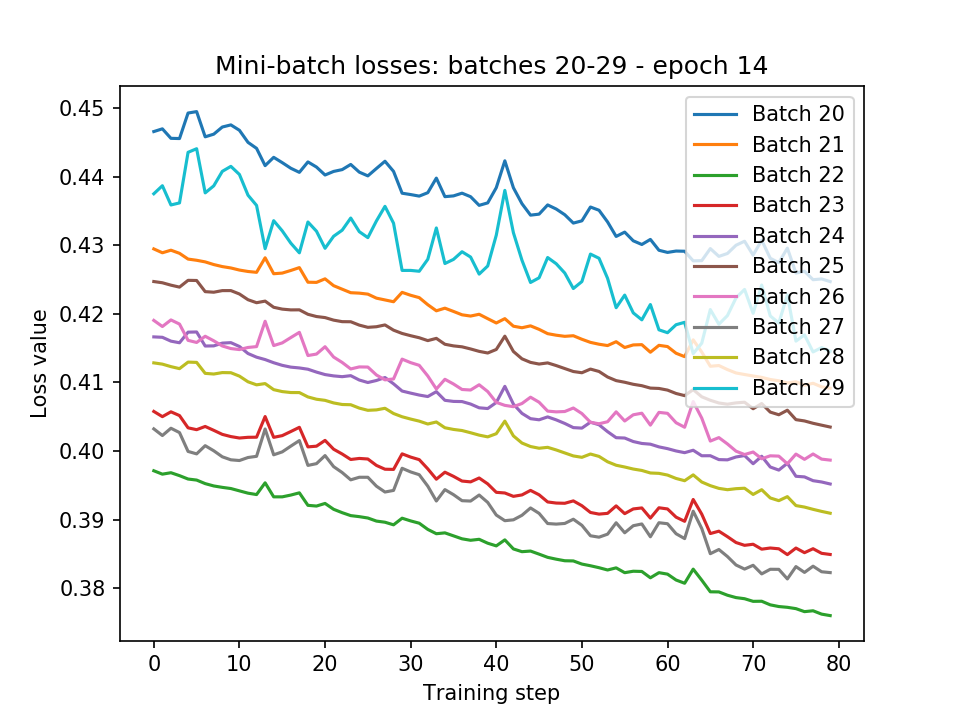 Mini-batch losses: batches 20-29 - epoch 14
Loss value
0.45
0.44
0.43
0.42
0.41
0.40
0.39
0.38
Batch 20
Batch 21
Batch 22
Batch 23
Batch 24
Batch 25
Batch 26
Batch 27
Batch 28
Batch 29
0 10 20 30 40 50 60 70 80
Training step